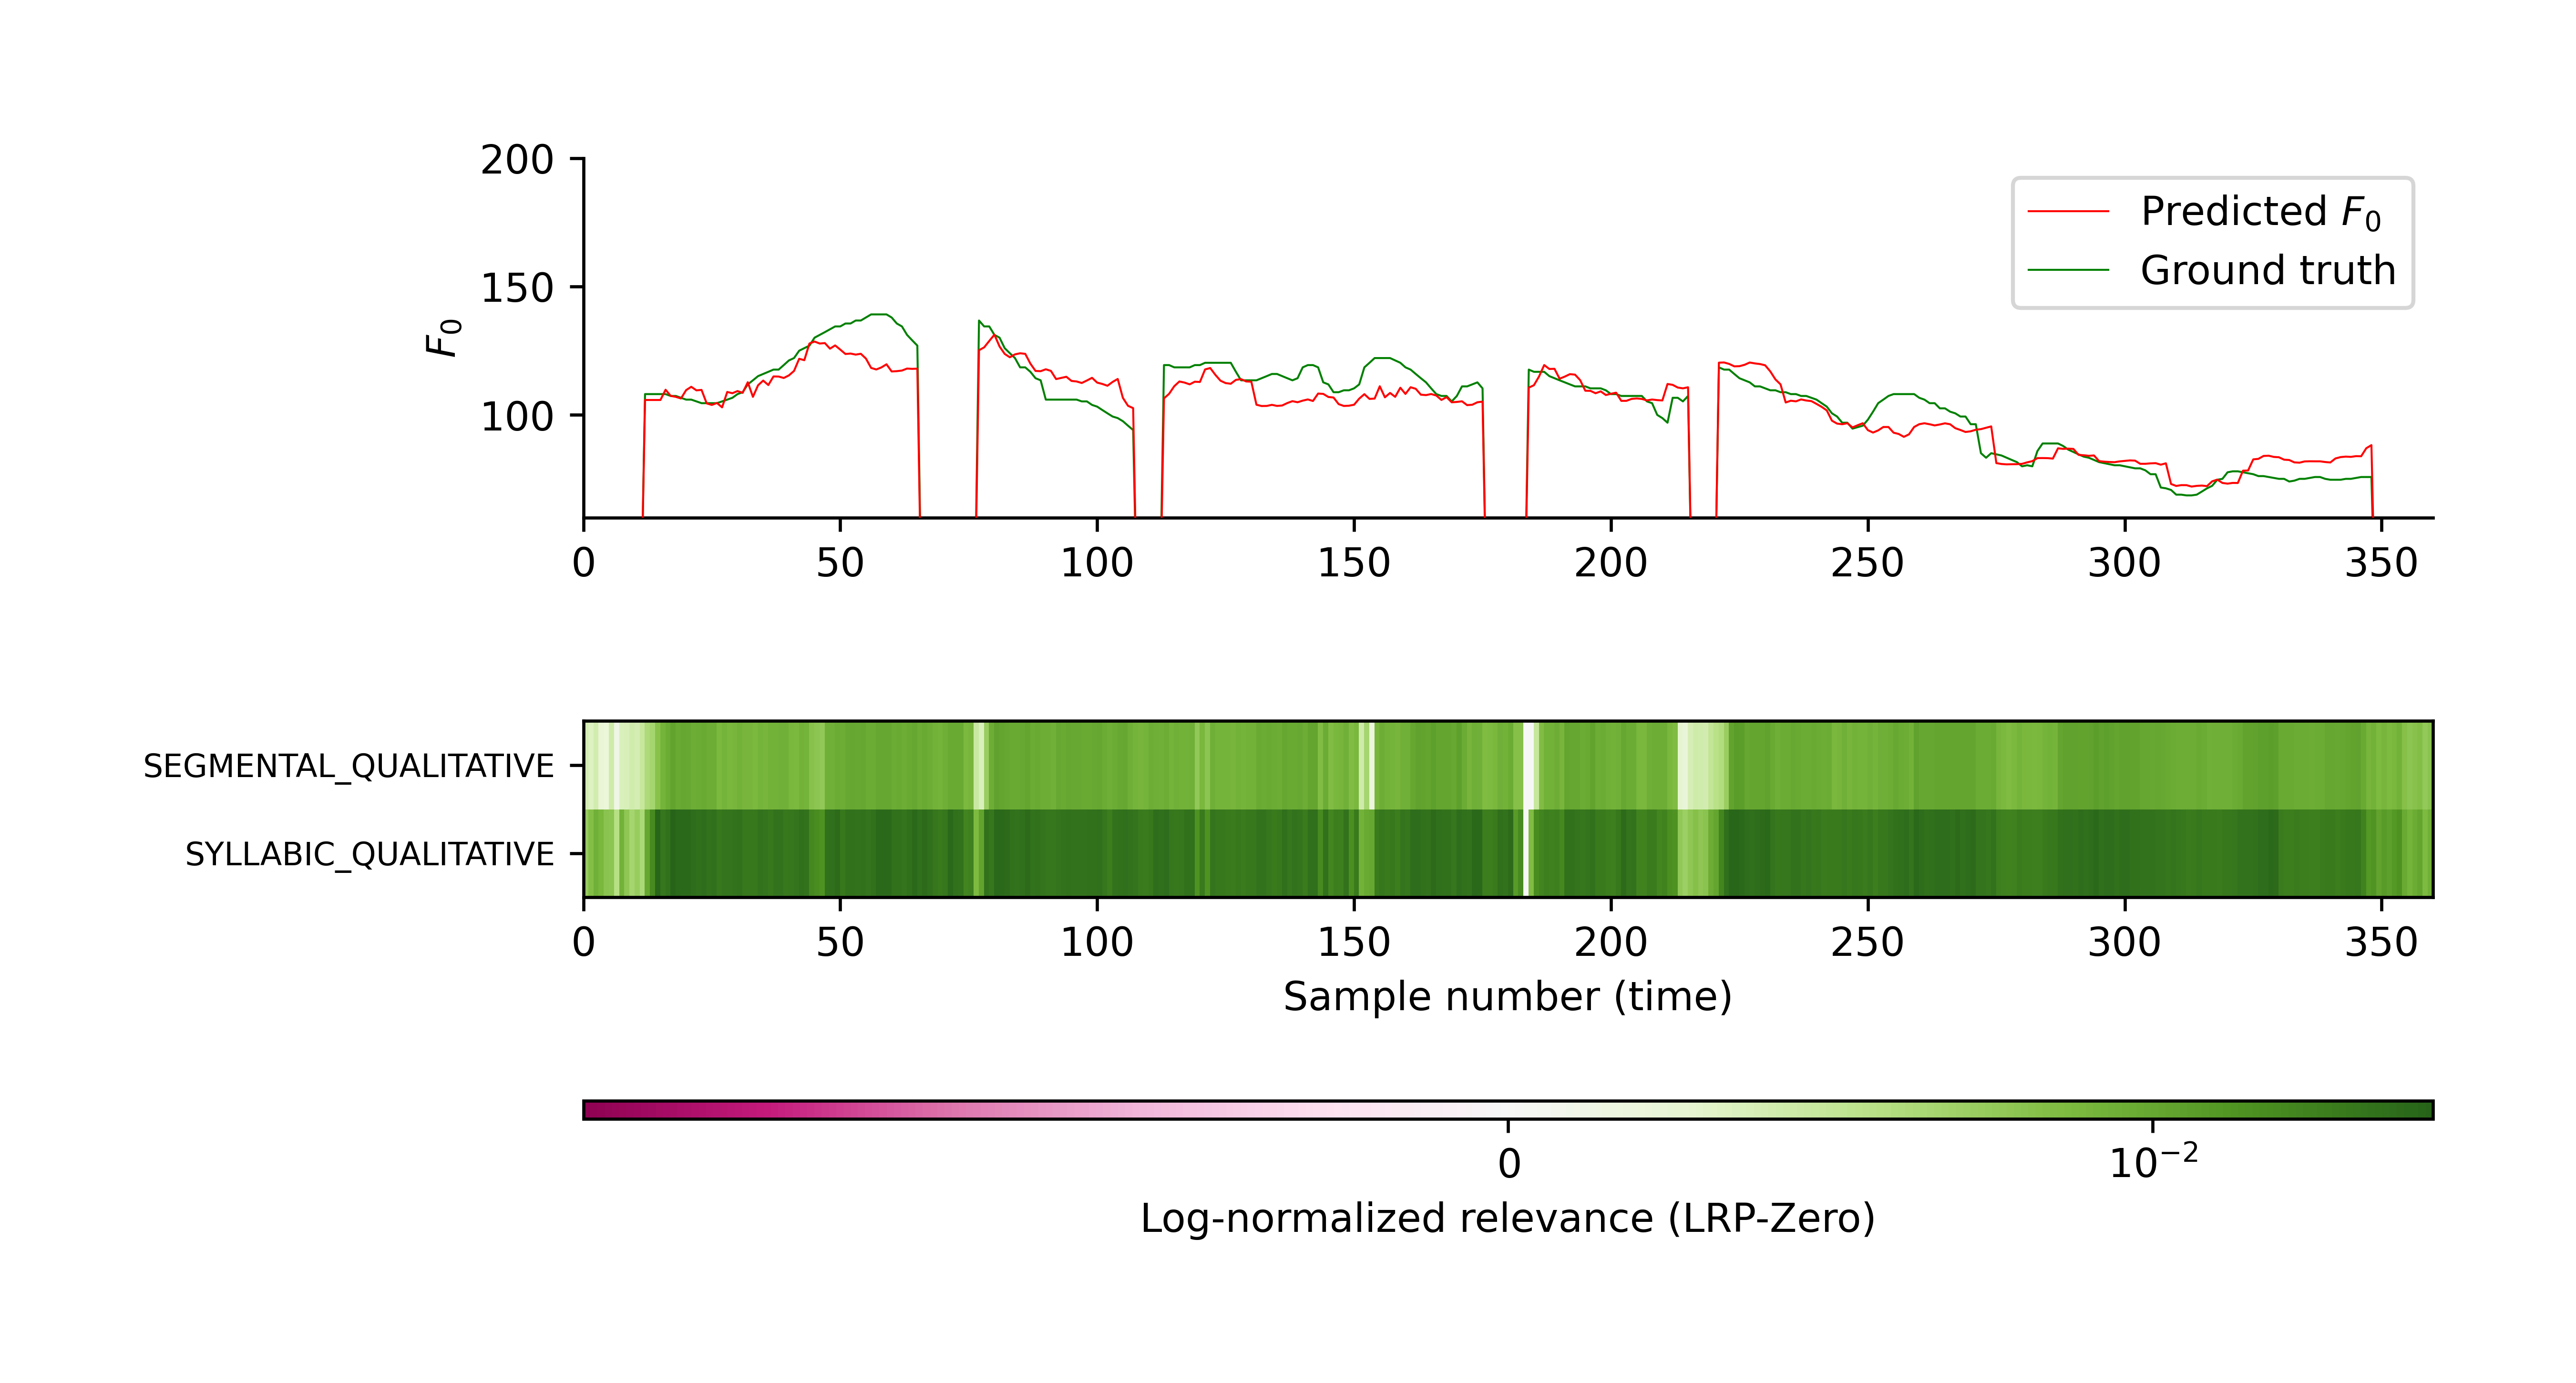 200
150
100
F0
Predicted F0
Ground truth
0 50 100 150 200 250 300 350
SEGMENTAL_QUALITATIVE
SYLLABIC_QUALITATIVE
0 50 100 150 200 250 300 350
Sample number (time)
0 10−2
Log-normalized relevance (LRP-Zero)